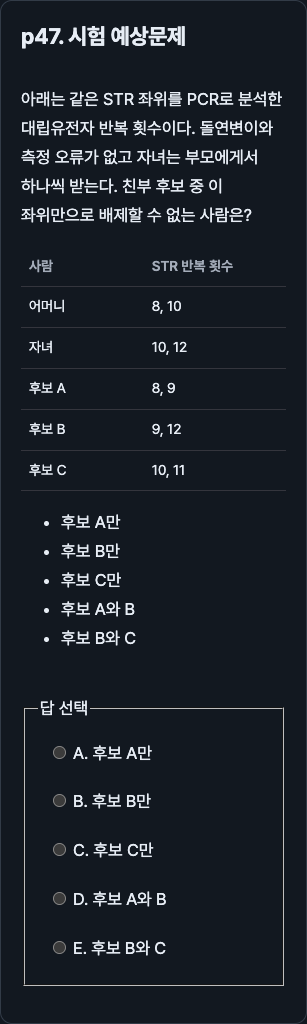 p47. 시험 예상문제
아래는 같은 STR 좌위를 PCR로 분석한
대립유전자 반복 횟수이다. 돌연변이와
측정 오류가 없고 자녀는 부모에게서
하나씩 받는다. 친부 후보 중 이
좌위만으로 배제할 수 없는 사람은?
사람 STR 반복 횟수
어머니 8, 10
자녀 10, 12
후보 A 8, 9
후보 B 9, 12
후보 C 10, 11
• 후보 A만
• 후보 B만
• 후보 C만
• 후보 A와 B
• 후보 B와 C
답 선택
A. 후보 A만
B. 후보 B만
C. 후보 C만
D. 후보 A와 B
E. 후보 B와 C